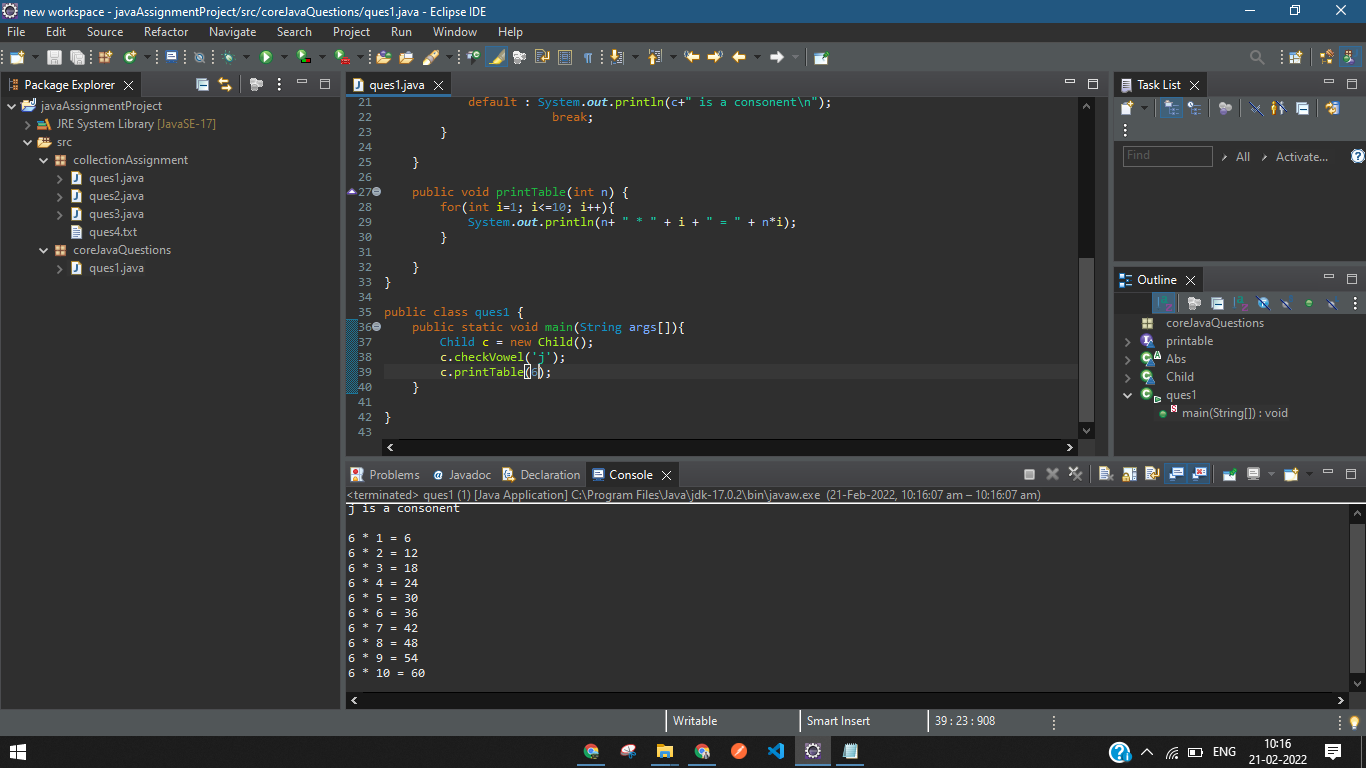 new workspace - javaAssignmentProject/src/coreJavaQuestions/ques1.java - Eclipse IDE
File Edit Source Refactor Navigate Search Project Run Window Help
Package Explorer
javaAssignmentProject
JRE System Library [JavaSE-17]
src
collectionAssignment
ques1.java
ques2.java
ques3.java
ques4.txt
coreJavaQuestions
ques1.java
ques1.java
21 default : System.out.println(c+" is a consonent\n");
22 break;
23 }
24
25 }
26
27 public void printTable(int n) {
28 for(int i=1; i<=10; i++){
29 System.out.println(n+ " * " + i + " = " + n*i);
30 }
31
32 }
33 }
34
35 public class ques1 {
36 public static void main(String args[]){
37 Child c = new Child();
38 c.checkVowel('j');
39 c.printTable(6);
40 }
41
42 }
43
Task List
Find
All
Activate...
Outline
coreJavaQuestions
printable
Abs
Child
ques1
main(String[]) : void
Problems Javadoc Declaration Console
<terminated> ques1 (1) [Java Application] C:\Program Files\Java\jdk-17.0.2\bin\javaw.exe (21-Feb-2022, 10:16:07 am – 10:16:07 am)
j is a consonent
6 * 1 = 6
6 * 2 = 12
6 * 3 = 18
6 * 4 = 24
6 * 5 = 30
6 * 6 = 36
6 * 7 = 42
6 * 8 = 48
6 * 9 = 54
6 * 10 = 60
Writable Smart Insert 39 : 23 : 908
ENG
10:16
21-02-2022